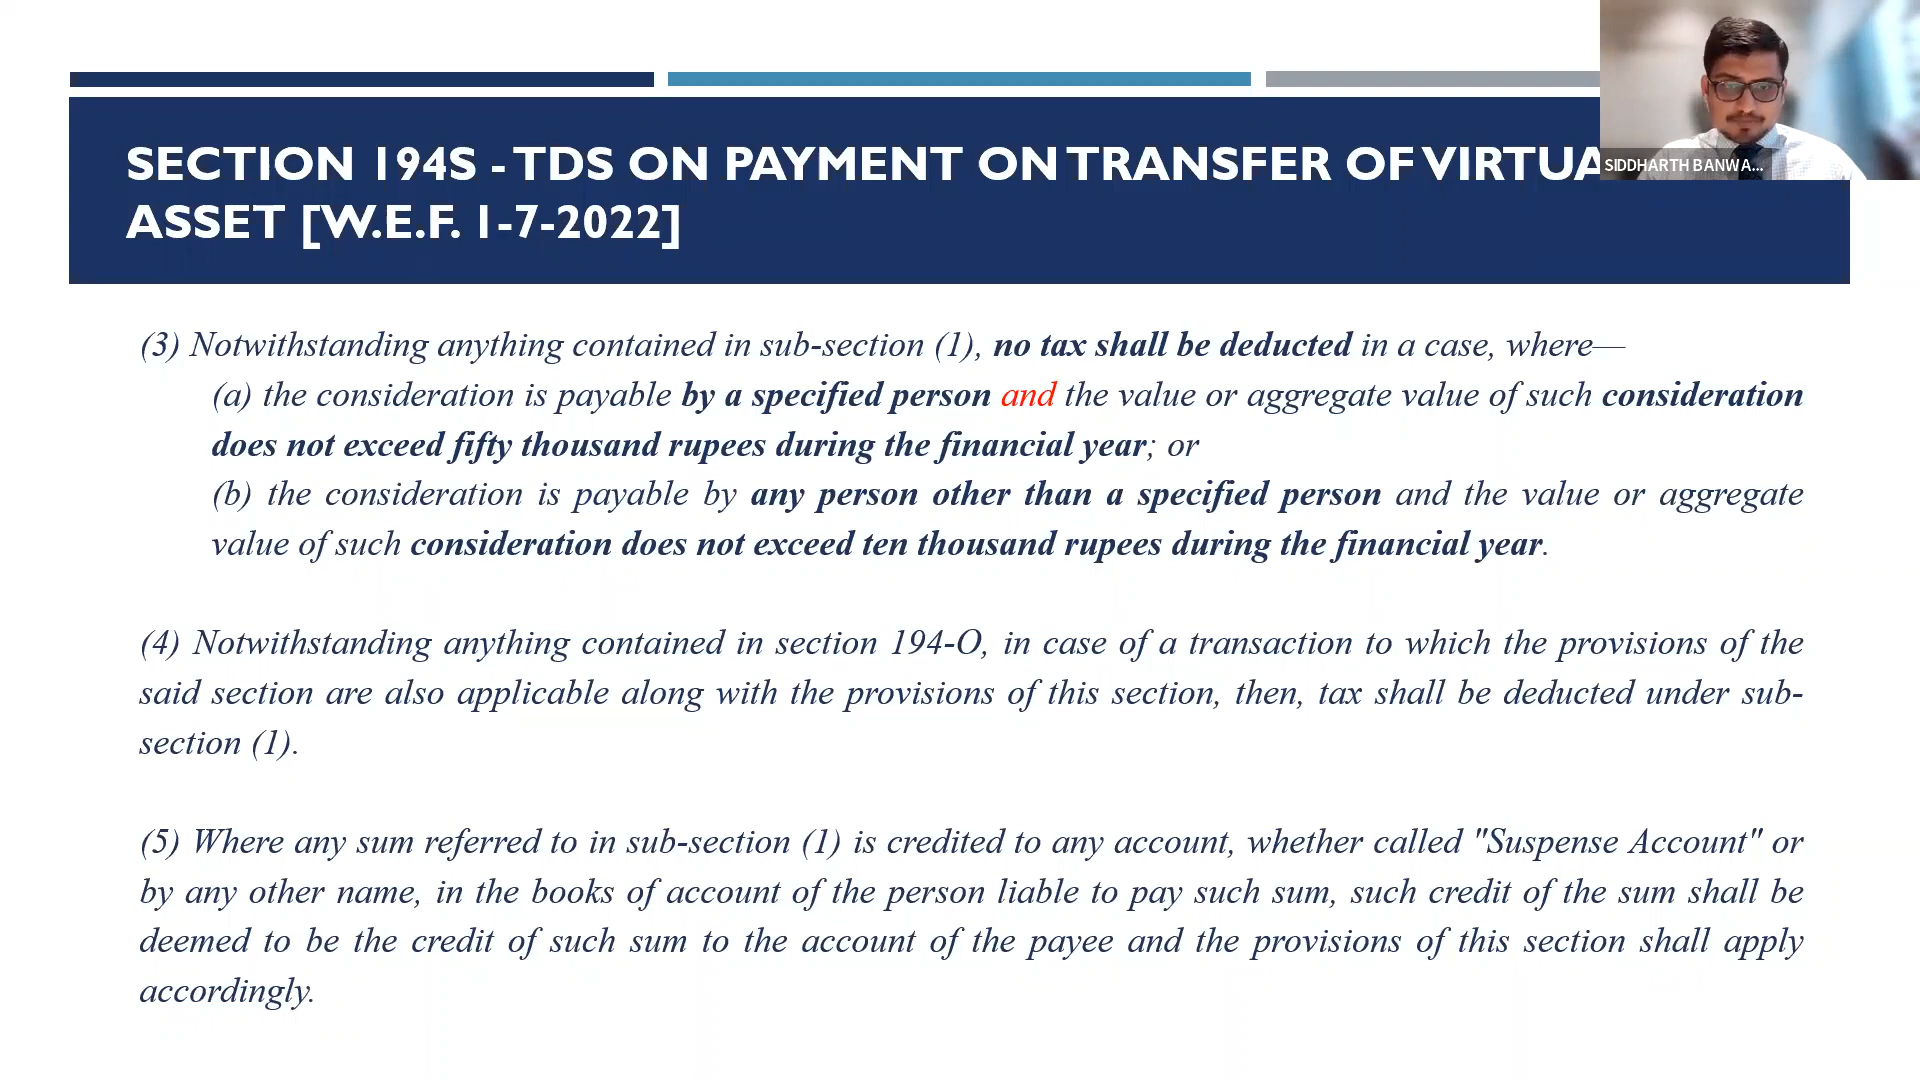 SECTION 194S - TDS ON PAYMENT ON TRANSFER OF VIRTUA
ASSET [W.E.F. 1-7-2022]
SIDDHARTH BANWA...
(3) Notwithstanding anything contained in sub-section (1), no tax shall be deducted in a case, where—
(a) the consideration is payable by a specified person and the value or aggregate value of such consideration
does not exceed fifty thousand rupees during the financial year; or
(b) the consideration is payable by any person other than a specified person and the value or aggregate
value of such consideration does not exceed ten thousand rupees during the financial year.
(4) Notwithstanding anything contained in section 194-O, in case of a transaction to which the provisions of the
said section are also applicable along with the provisions of this section, then, tax shall be deducted under sub-
section (1).
(5) Where any sum referred to in sub-section (1) is credited to any account, whether called "Suspense Account" or
by any other name, in the books of account of the person liable to pay such sum, such credit of the sum shall be
deemed to be the credit of such sum to the account of the payee and the provisions of this section shall apply
accordingly.